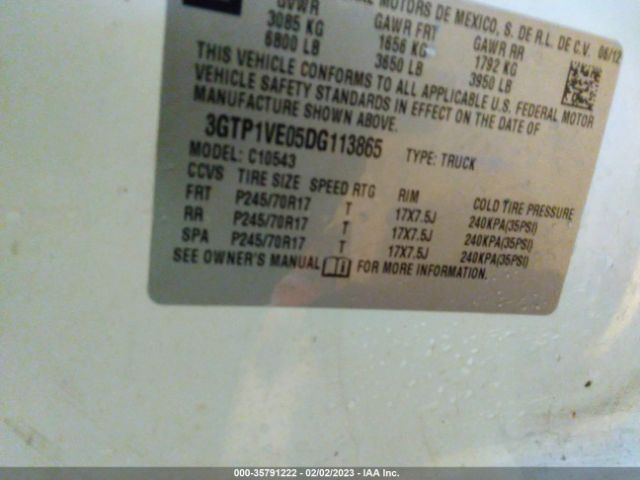 MOTORS DE MEXICO, S. DE R.L. DE C.V. 06/12
GVWR GAWR FRT GAWR RR
3085 KG 1656 KG 1792 KG
6800 LB 3650 LB 3950 LB
THIS VEHICLE CONFORMS TO ALL APPLICABLE U.S. FEDERAL MOTOR
VEHICLE SAFETY STANDARDS IN EFFECT ON THE DATE OF
MANUFACTURE SHOWN ABOVE.
3GTP1VE05DG113865
MODEL: C10543 TYPE: TRUCK
CCVS TIRE SIZE SPEED RTG RIM COLD TIRE PRESSURE
FRT P245/70R17 T 17X7.5J 240KPA(35PSI)
RR P245/70R17 T 17X7.5J 240KPA(35PSI)
SPA P245/70R17 T 17X7.5J 240KPA(35PSI)
SEE OWNER'S MANUAL FOR MORE INFORMATION.
000-35791222 - 02/02/2023 - IAA Inc.